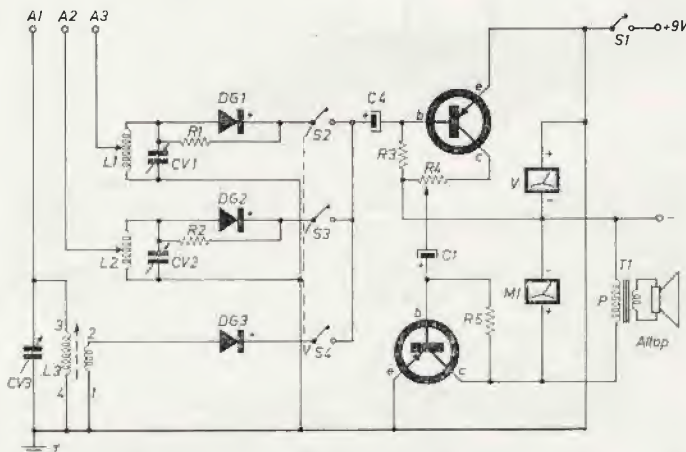 A1 A2 A3
S1 +9V
DG1 C4 e
R1 S2 b
L1 CV1 R3 R4 c
V + -
DG2
R2 S3
L2 CV2 C1 + -
T1
- M1 + P
b R5 Altop
DG3
3 2 S4 e c
CV3 L3
4 1
T